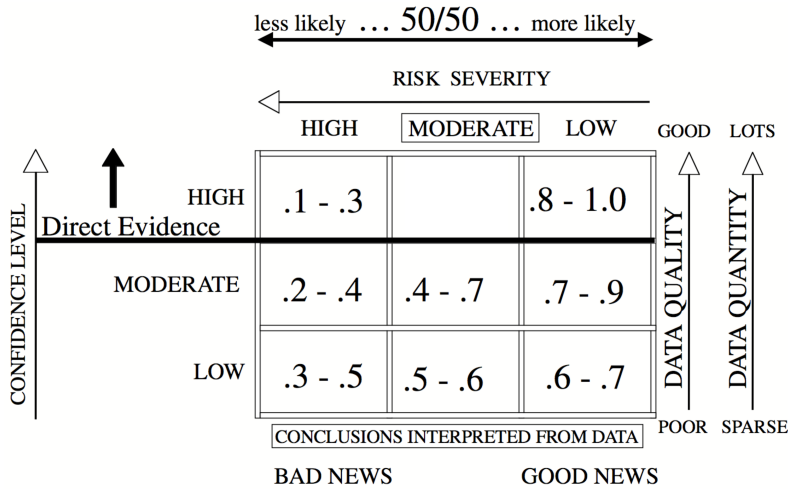 less likely ... 50/50 ... more likely
RISK SEVERITY
HIGH MODERATE LOW GOOD LOTS
HIGH .1 - .3 .8 - 1.0
Direct Evidence
MODERATE .2 - .4 .4 - .7 .7 - .9
LOW .3 - .5 .5 - .6 .6 - .7
CONFIDENCE LEVEL
DATA QUALITY
DATA QUANTITY
CONCLUSIONS INTERPRETED FROM DATA POOR SPARSE
BAD NEWS GOOD NEWS